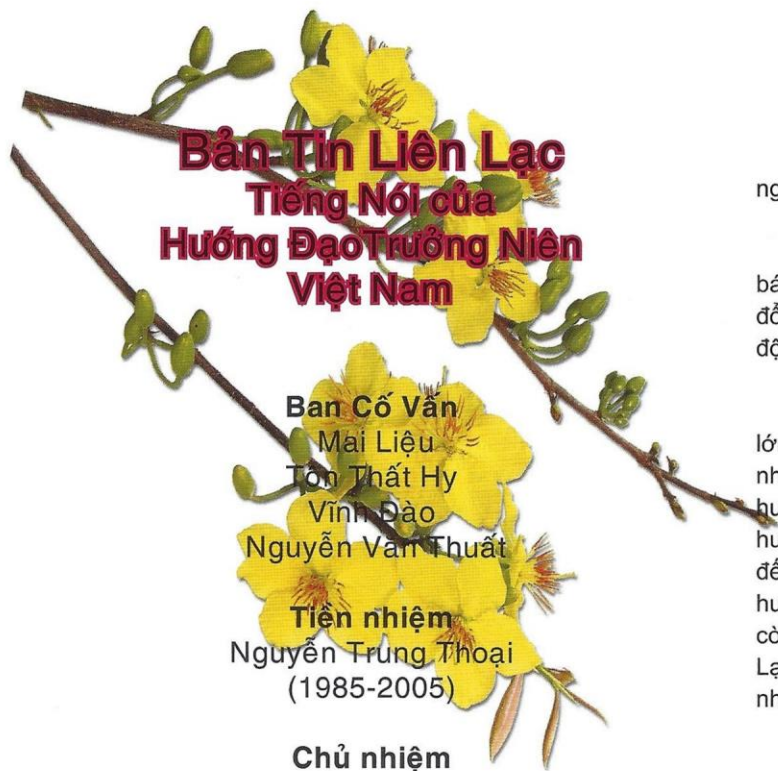 Bản Tin Liên Lạc
Tiếng Nói của
Hướng ĐạoTrưởng Niên
Việt Nam
Ban Cố Vấn
Mai Liệu
Tôn Thất Hy
Vĩnh Đào
Nguyễn Văn Thuất
Tiền nhiệm
Nguyễn Trung Thoại
(1985-2005)
Chủ nhiệm